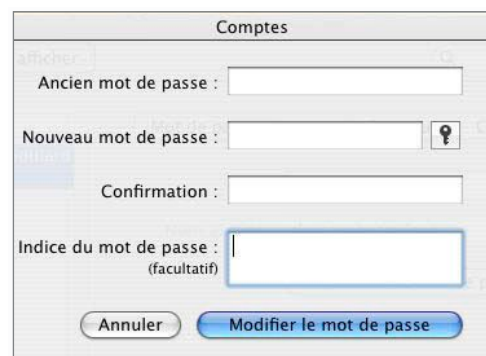 Comptes
Ancien mot de passe :
Nouveau mot de passe :
Confirmation :
Indice du mot de passe :
(facultatif)
Annuler
Modifier le mot de passe